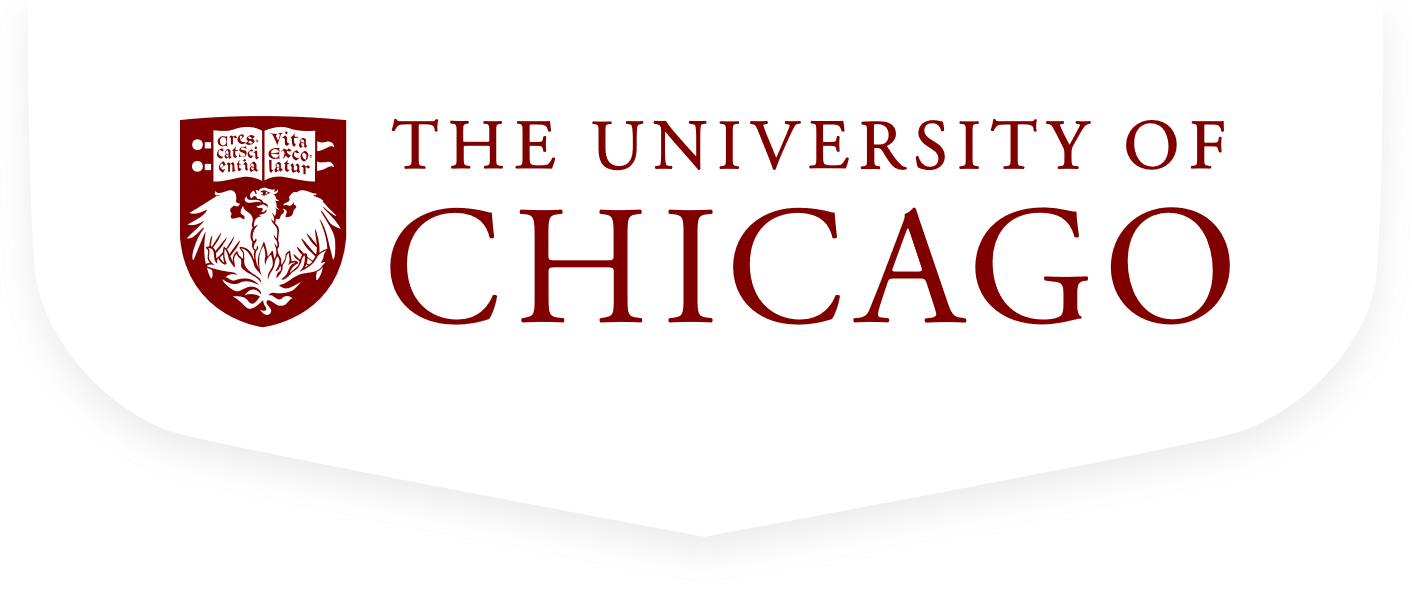 Cres·
catSci
entia
Vita
Exco·
latur
THE UNIVERSITY OF
CHICAGO